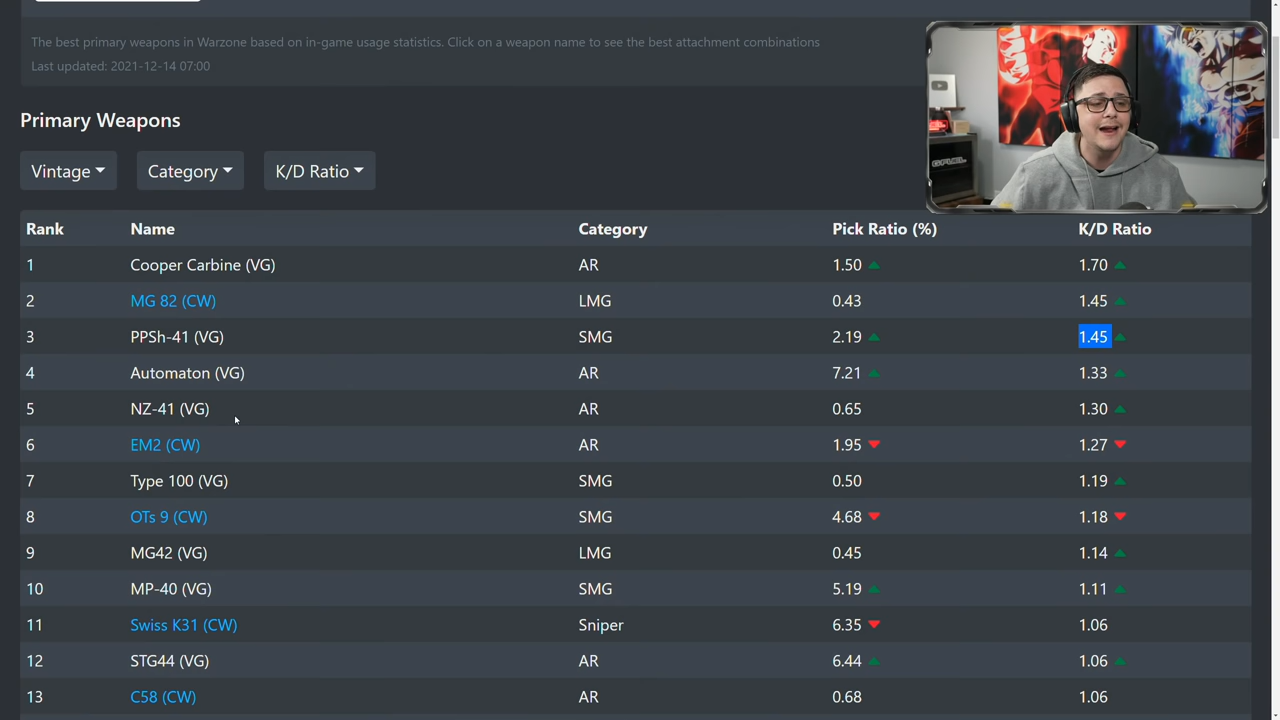 The best primary weapons in Warzone based on in-game usage statistics. Click on a weapon name to see the best attachment combinations
Last updated: 2021-12-14 07:00
GFUEL
Primary Weapons
Vintage Category K/D Ratio
Rank Name Category Pick Ratio (%) K/D Ratio
1 Cooper Carbine (VG) AR 1.50 1.70
2 MG 82 (CW) LMG 0.43 1.45
3 PPSh-41 (VG) SMG 2.19 1.45
4 Automaton (VG) AR 7.21 1.33
5 NZ-41 (VG) AR 0.65 1.30
6 EM2 (CW) AR 1.95 1.27
7 Type 100 (VG) SMG 0.50 1.19
8 OTs 9 (CW) SMG 4.68 1.18
9 MG42 (VG) LMG 0.45 1.14
10 MP-40 (VG) SMG 5.19 1.11
11 Swiss K31 (CW) Sniper 6.35 1.06
12 STG44 (VG) AR 6.44 1.06
13 C58 (CW) AR 0.68 1.06